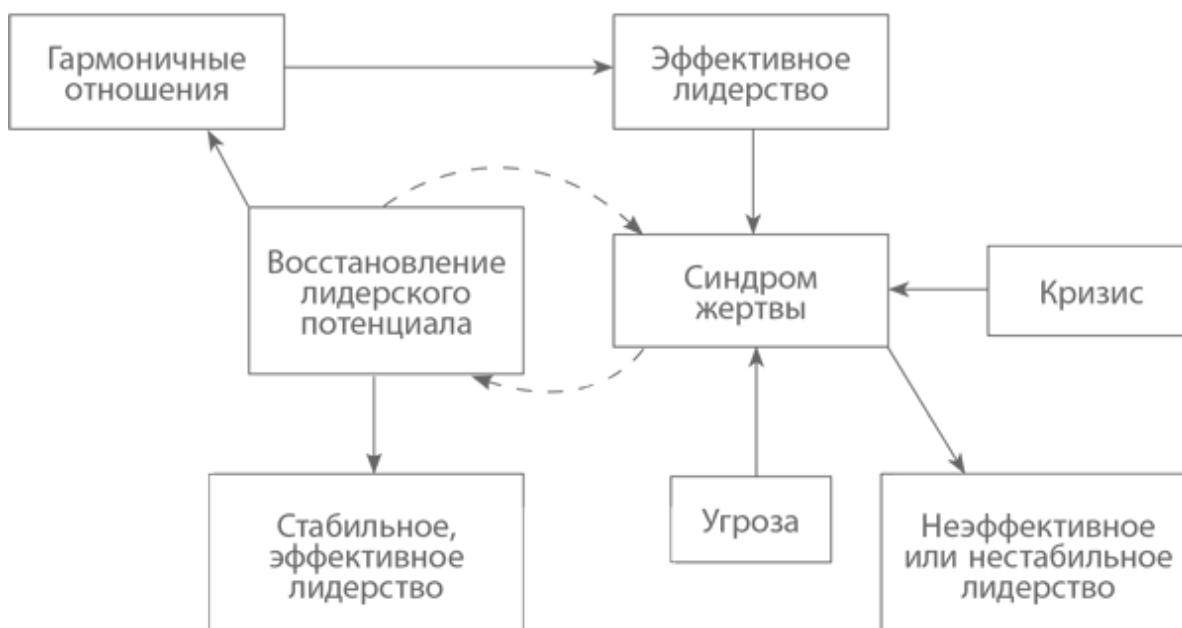 Гармоничные
отношения
Эффективное
лидерство
Восстановление
лидерского
потенциала
Синдром
жертвы
Кризис
Стабильное,
эффективное
лидерство
Угроза
Неэффективное
или нестабильное
лидерство